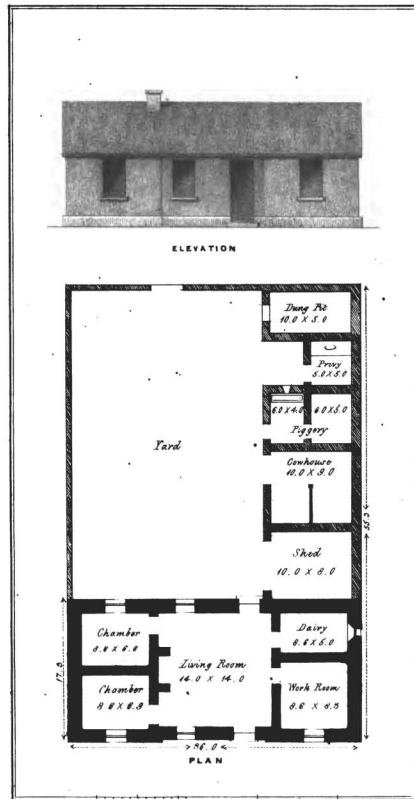 ELEVATION
Dung Pit
10.0 X 5.0
Privy
5.0 X 5.0
6.0 X 4.0
6.0 X 5.0
Piggery
Yard
Cowhouse
10.0 X 9.0
Shed
10.0 X 8.0
55.3
17.3
Chamber
Dairy
8.6 X 5.0
Living Room
14.0 X 14.0
Chamber
Work Room
36.0
PLAN